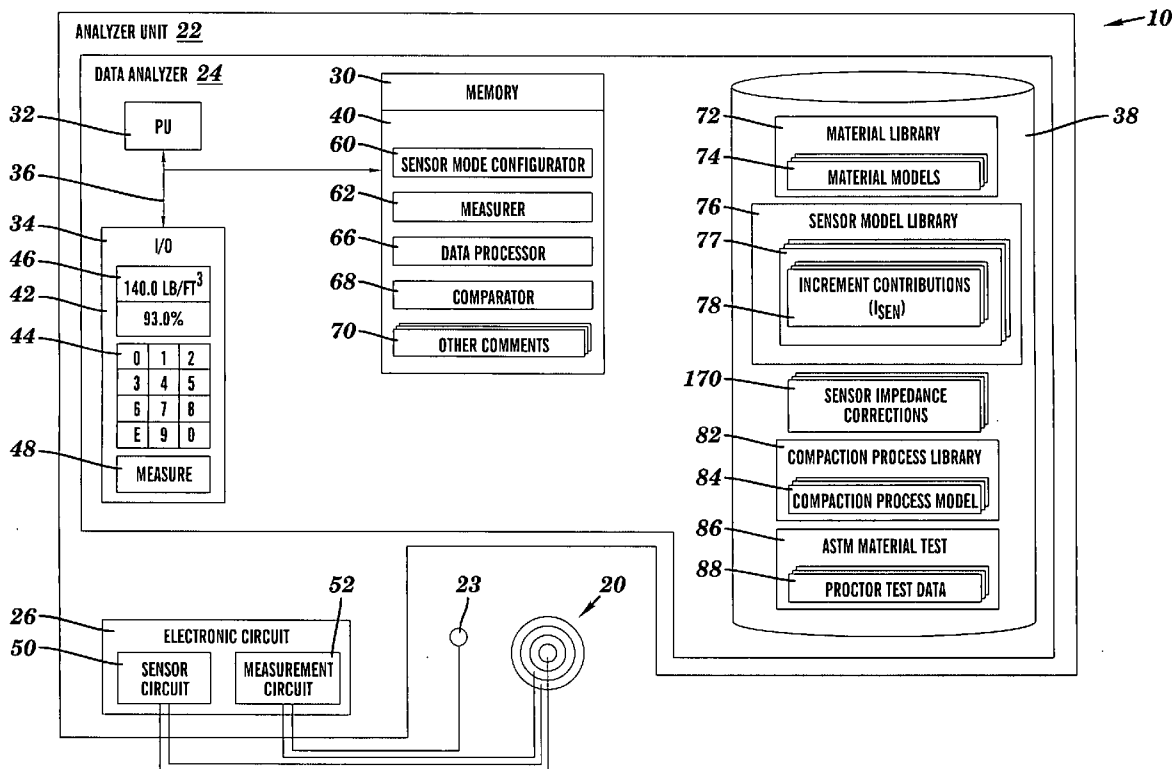 10
ANALYZER UNIT 22
DATA ANALYZER 24
32
PU
36
34
I/O
46
140.0 LB/FT3
42
93.0%
44
0 1 2
3 4 5
6 7 8
E 9 0
48
MEASURE
30
MEMORY
40
60
SENSOR MODE CONFIGURATOR
62
MEASURER
66
DATA PROCESSOR
68
COMPARATOR
70
OTHER COMMENTS
38
72
MATERIAL LIBRARY
74
MATERIAL MODELS
76
SENSOR MODEL LIBRARY
77
INCREMENT CONTRIBUTIONS
(ISEN)
78
170
SENSOR IMPEDANCE
CORRECTIONS
82
COMPACTION PROCESS LIBRARY
84
COMPACTION PROCESS MODEL
86
ASTM MATERIAL TEST
88
PROCTOR TEST DATA
26
ELECTRONIC CIRCUIT
50
SENSOR
CIRCUIT
52
MEASUREMENT
CIRCUIT
23
20